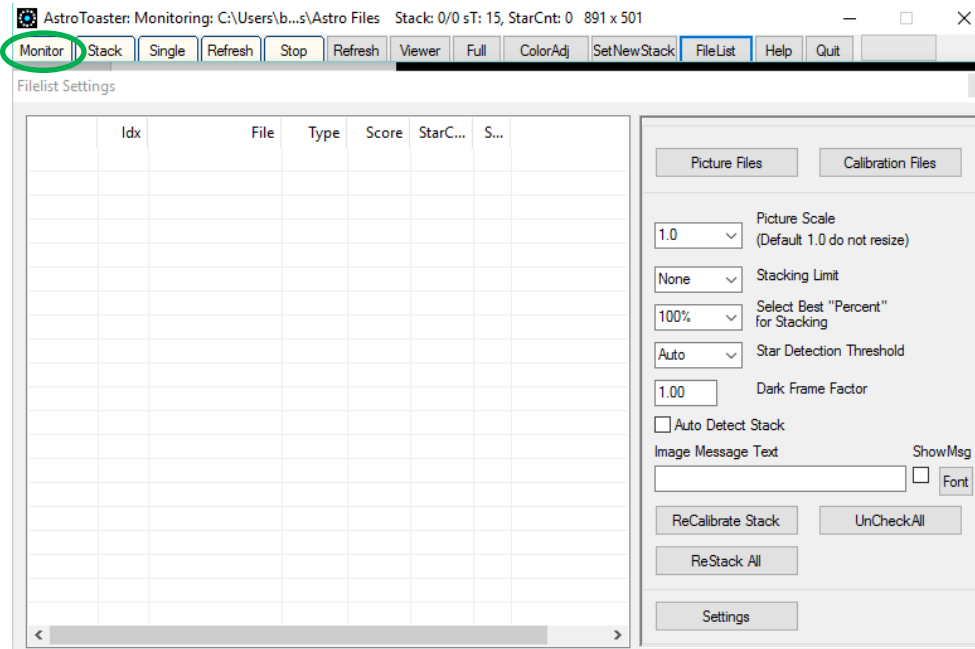 AstroToaster: Monitoring: C:\Users\b...s\Astro Files Stack: 0/0 sT: 15, StarCnt: 0 891 x 501
Monitor Stack Single Refresh Stop Refresh Viewer Full ColorAdj SetNewStack FileList Help Quit
Filelist Settings
Idx File Type Score StarC... S...
Picture Files Calibration Files
1.0 Picture Scale
(Default 1.0 do not resize)
None Stacking Limit
100% Select Best "Percent"
for Stacking
Auto Star Detection Threshold
1.00 Dark Frame Factor
Auto Detect Stack
Image Message Text ShowMsg
Font
ReCalibrate Stack UnCheckAll
ReStack All
Settings